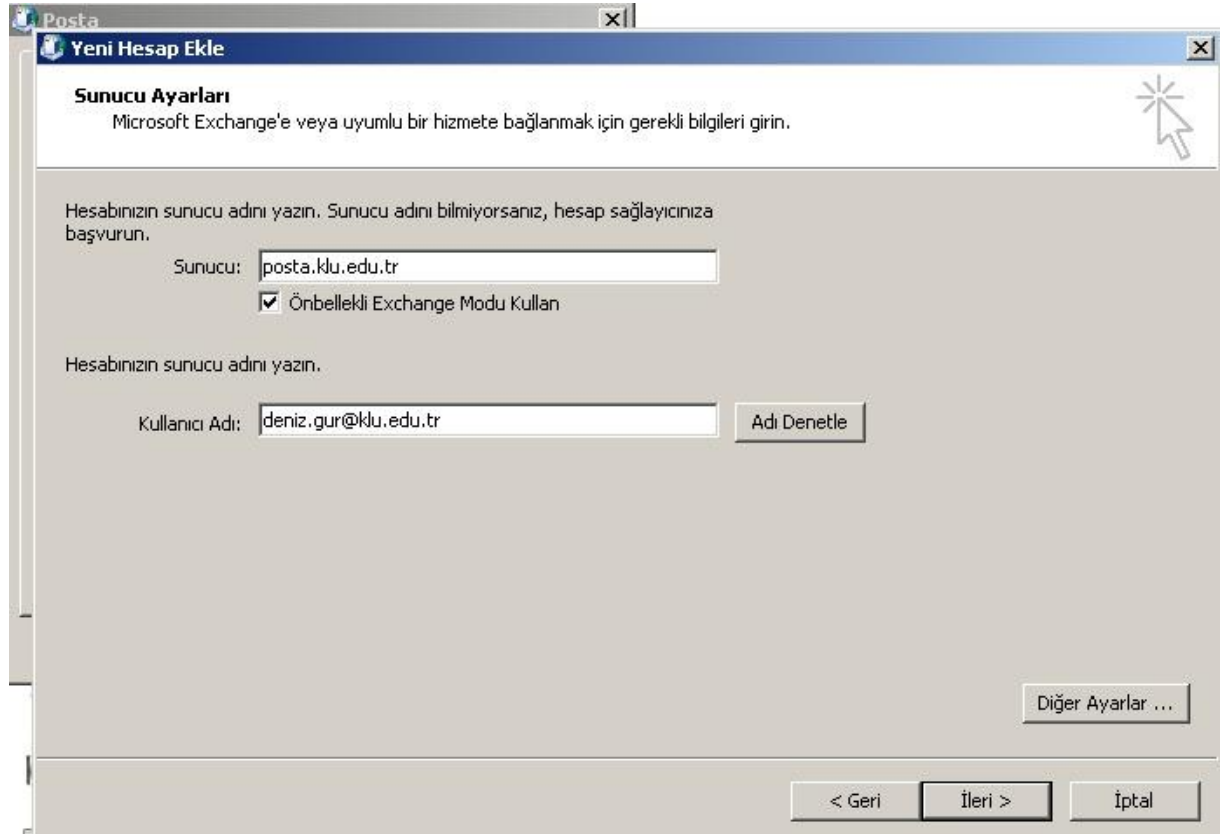 Posta
Yeni Hesap Ekle
Sunucu Ayarları
Microsoft Exchange'e veya uyumlu bir hizmete bağlanmak için gerekli bilgileri girin.
Hesabınızın sunucu adını yazın. Sunucu adını bilmiyorsanız, hesap sağlayıcınıza
başvurun.
Sunucu: posta.klu.edu.tr
Önbellekli Exchange Modu Kullan
Hesabınızın sunucu adını yazın.
Kullanıcı Adı: deniz.gur@klu.edu.tr Adı Denetle
Diğer Ayarlar ...
< Geri İleri > İptal